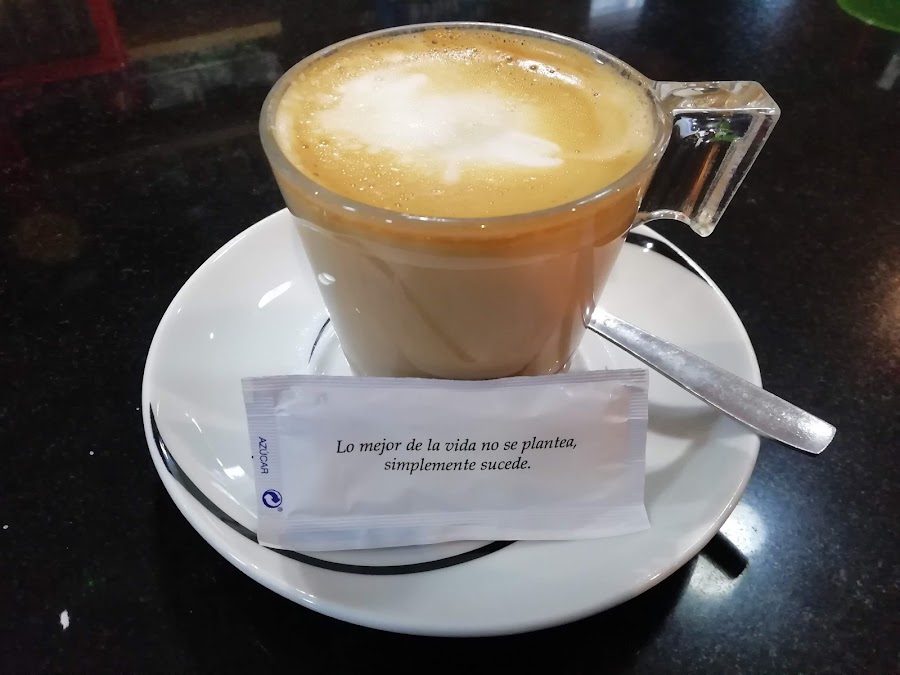 Lo mejor de la vida no se plantea,
simplemente sucede.
AZÚCAR